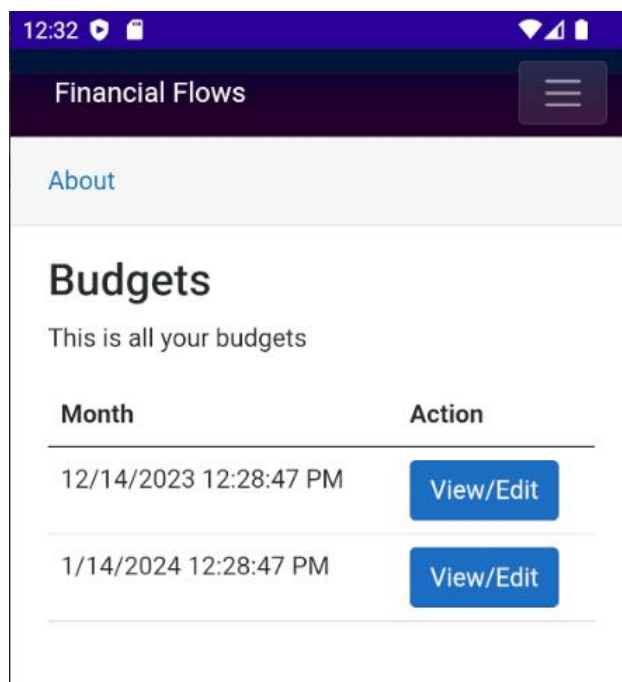 12:32
Financial Flows
About
Budgets
This is all your budgets
Month Action
12/14/2023 12:28:47 PM View/Edit
1/14/2024 12:28:47 PM View/Edit